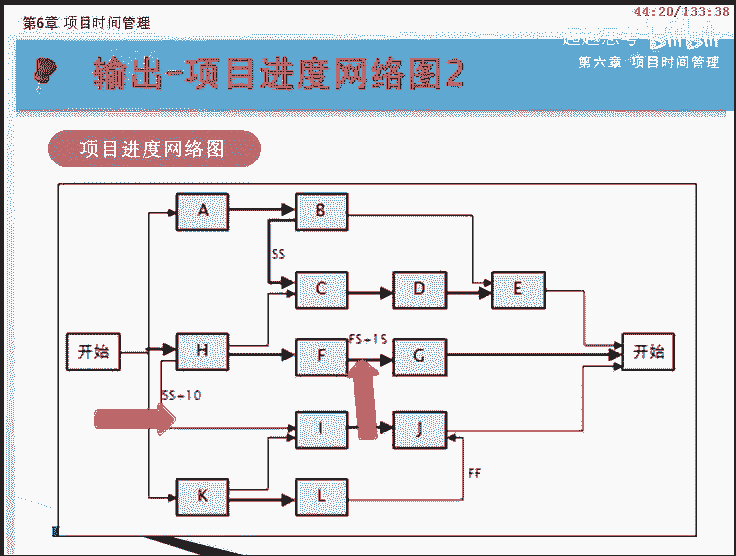 44:20/133:38
第6章 项目时间管理
bilibili
第六章 项目时间管理
输出-项目进度网络图2
项目进度网络图
A
B
SS
C
D
E
开始
H
F
FS+15
G
开始
SS+10
I
J
K
L
FF